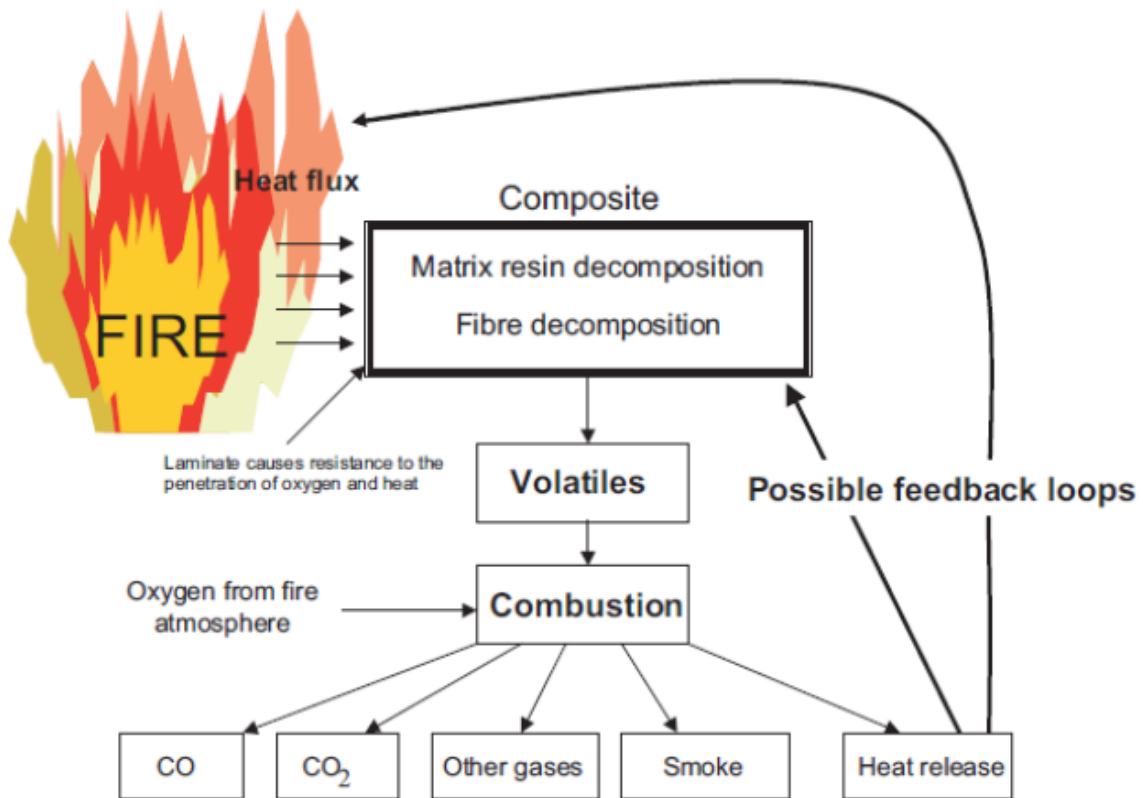 Heat flux
Composite
Matrix resin decomposition
Fibre decomposition
FIRE
Laminate causes resistance to the
penetration of oxygen and heat
Volatiles
Possible feedback loops
Oxygen from fire
atmosphere
Combustion
CO
CO₂
Other gases
Smoke
Heat release